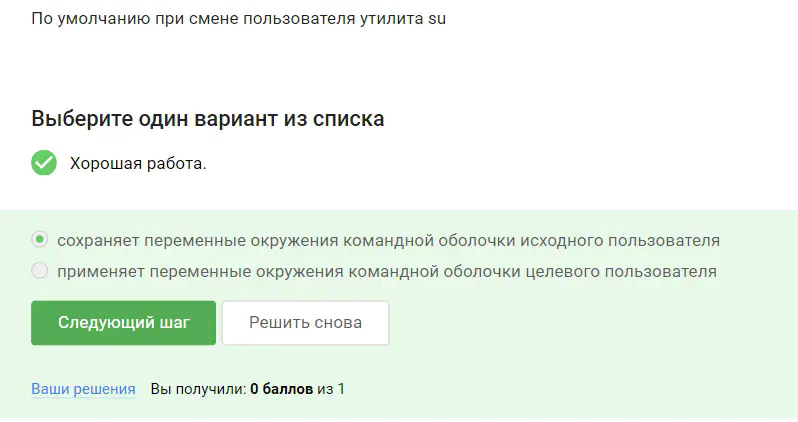 По умолчанию при смене пользователя утилита su
Выберите один вариант из списка
Хорошая работа.
сохраняет переменные окружения командной оболочки исходного пользователя
применяет переменные окружения командной оболочки целевого пользователя
Следующий шаг Решить снова
Ваши решения Вы получили: 0 баллов из 1